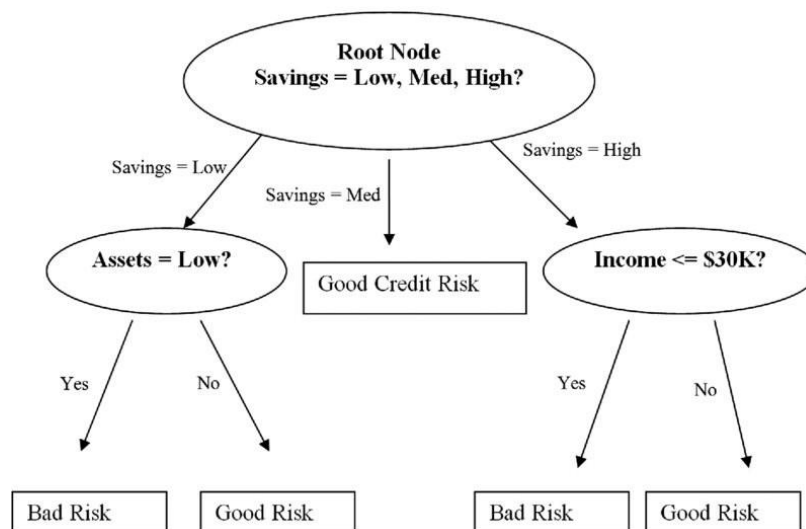 Root Node
Savings = Low, Med, High?
Savings = Low
Savings = Med
Savings = High
Assets = Low?
Good Credit Risk
Income <= $30K?
Yes
No
Yes
No
Bad Risk
Good Risk
Bad Risk
Good Risk